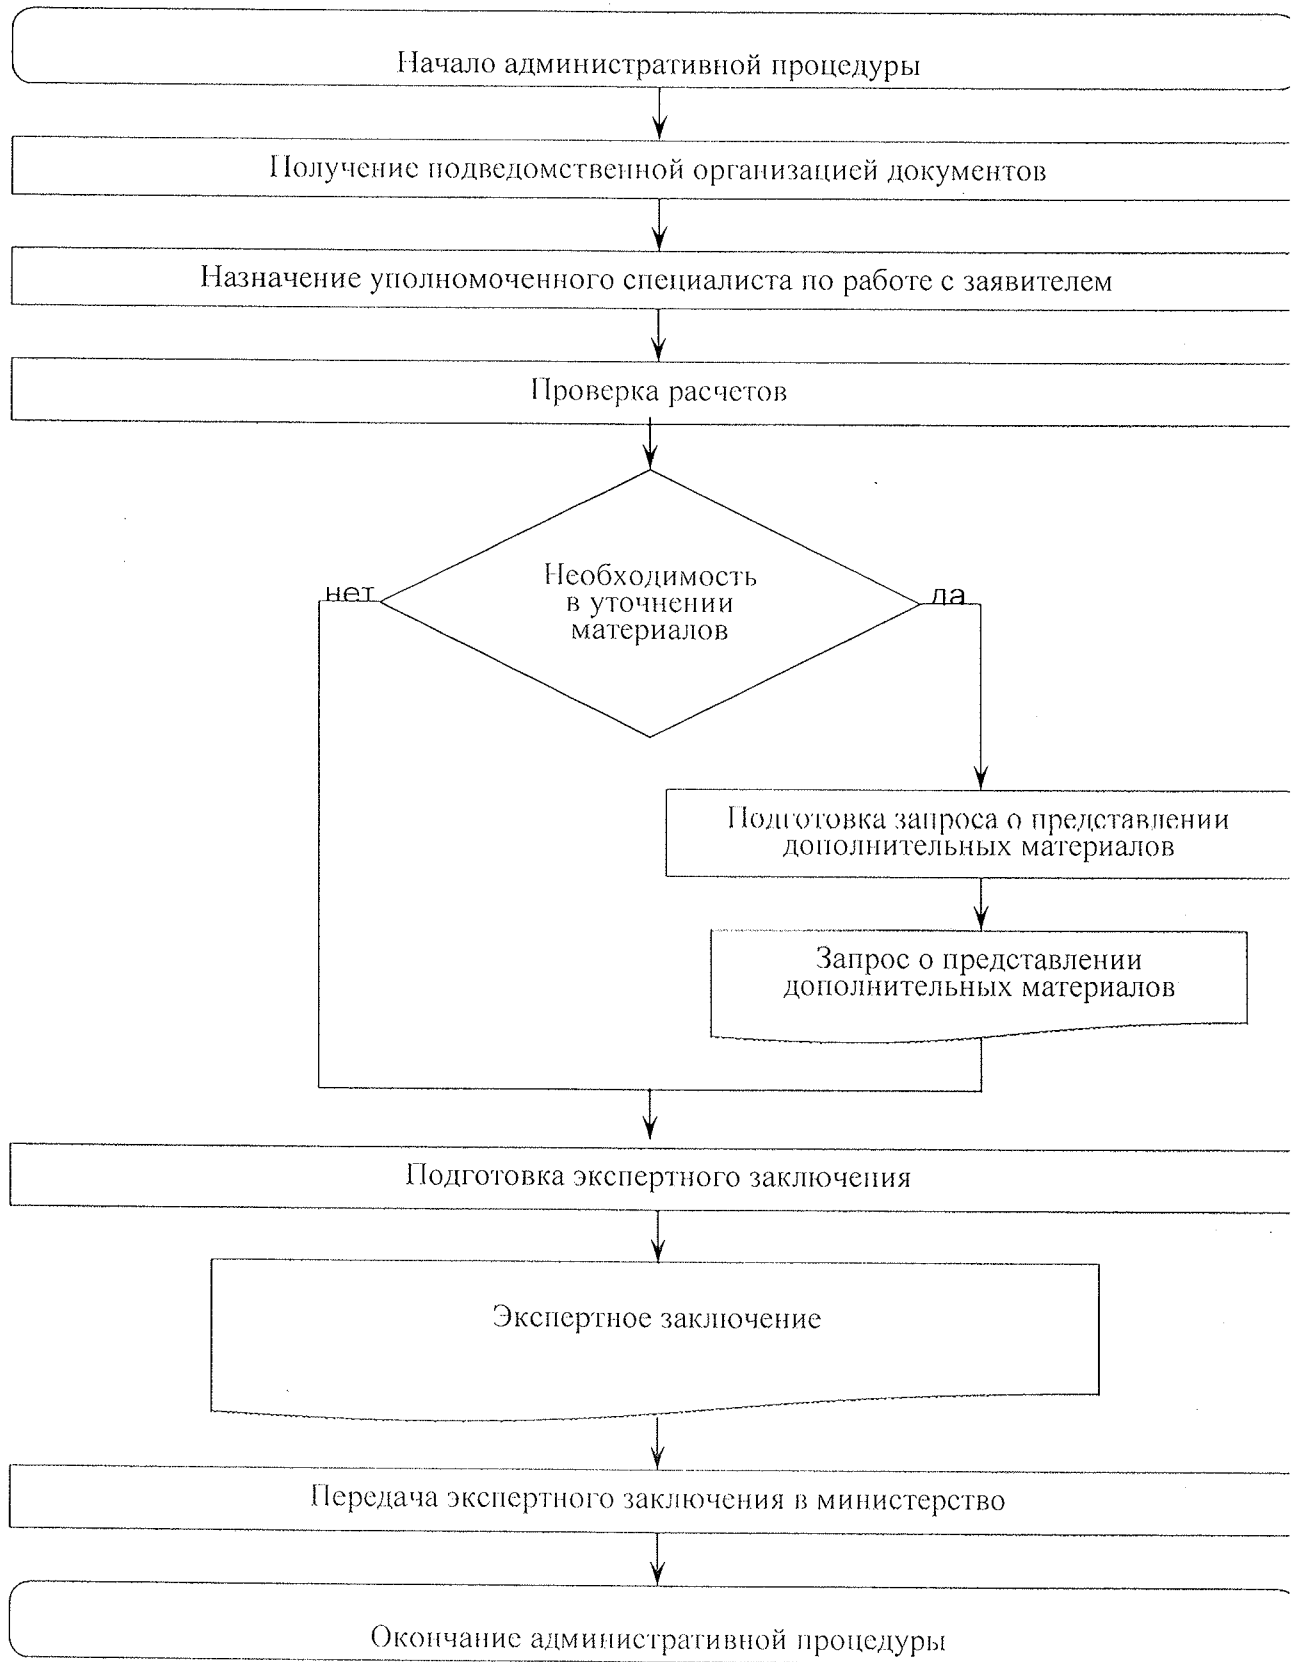 Начало административной процедуры
Получение подведомственной организацией документов
Назначение уполномоченного специалиста по работе с заявителем
Проверка расчетов
Необходимость
в уточнении
материалов
нет
да
Подготовка запроса о представлении
дополнительных материалов
Запрос о представлении
дополнительных материалов
Подготовка экспертного заключения
Экспертное заключение
Передача экспертного заключения в министерство
Окончание административной процедуры